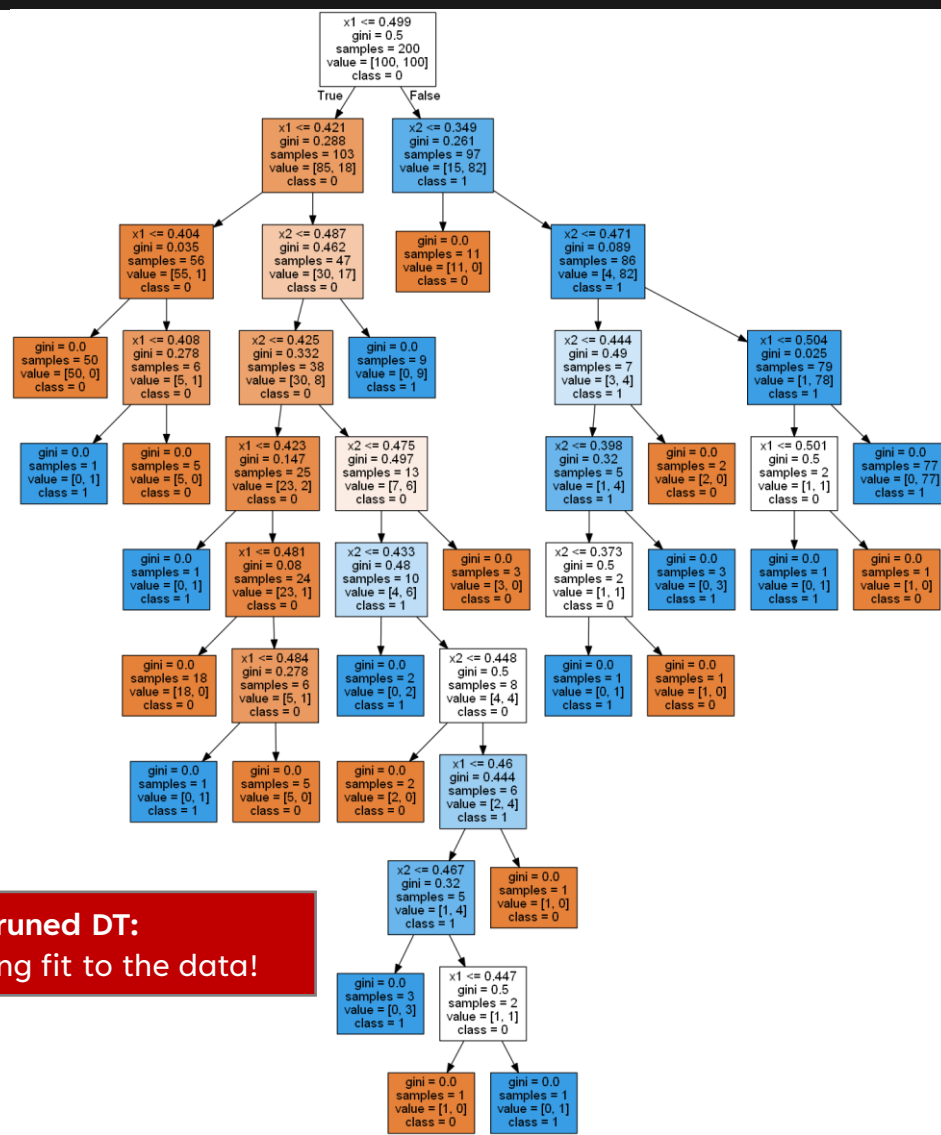 x1 <= 0.499
gini = 0.5
samples = 200
value = [100, 100]
class = 0
True
False
x1 <= 0.421
gini = 0.288
samples = 103
value = [85, 18]
class = 0
x2 <= 0.349
gini = 0.261
samples = 97
value = [15, 82]
class = 1
x1 <= 0.404
gini = 0.035
samples = 56
value = [55, 1]
class = 0
x2 <= 0.487
gini = 0.462
samples = 47
value = [30, 17]
class = 0
gini = 0.0
samples = 11
value = [11, 0]
class = 0
x2 <= 0.471
gini = 0.089
samples = 86
value = [4, 82]
class = 1
gini = 0.0
samples = 50
value = [50, 0]
class = 0
x1 <= 0.408
gini = 0.278
samples = 6
value = [5, 1]
class = 0
x2 <= 0.425
gini = 0.332
samples = 38
value = [30, 8]
class = 0
gini = 0.0
samples = 9
value = [0, 9]
class = 1
x2 <= 0.444
gini = 0.49
samples = 7
value = [3, 4]
class = 1
x1 <= 0.504
gini = 0.025
samples = 79
value = [1, 78]
class = 1
gini = 0.0
samples = 1
value = [0, 1]
class = 1
gini = 0.0
samples = 5
value = [5, 0]
class = 0
x1 <= 0.423
gini = 0.147
samples = 25
value = [23, 2]
class = 0
x2 <= 0.475
gini = 0.497
samples = 13
value = [7, 6]
class = 0
x2 <= 0.398
gini = 0.32
samples = 5
value = [1, 4]
class = 1
gini = 0.0
samples = 2
value = [2, 0]
class = 0
x1 <= 0.501
gini = 0.5
samples = 2
value = [1, 1]
class = 0
gini = 0.0
samples = 77
value = [0, 77]
class = 1
gini = 0.0
samples = 1
value = [0, 1]
class = 1
x1 <= 0.481
gini = 0.08
samples = 24
value = [23, 1]
class = 0
x2 <= 0.433
gini = 0.48
samples = 10
value = [4, 6]
class = 1
gini = 0.0
samples = 3
value = [3, 0]
class = 0
x2 <= 0.373
gini = 0.5
samples = 2
value = [1, 1]
class = 0
gini = 0.0
samples = 3
value = [0, 3]
class = 1
gini = 0.0
samples = 1
value = [0, 1]
class = 1
gini = 0.0
samples = 1
value = [1, 0]
class = 0
gini = 0.0
samples = 18
value = [18, 0]
class = 0
x1 <= 0.484
gini = 0.278
samples = 6
value = [5, 1]
class = 0
gini = 0.0
samples = 2
value = [0, 2]
class = 1
x2 <= 0.448
gini = 0.5
samples = 8
value = [4, 4]
class = 0
gini = 0.0
samples = 1
value = [0, 1]
class = 1
gini = 0.0
samples = 1
value = [1, 0]
class = 0
gini = 0.0
samples = 1
value = [0, 1]
class = 1
gini = 0.0
samples = 5
value = [5, 0]
class = 0
gini = 0.0
samples = 2
value = [2, 0]
class = 0
x1 <= 0.46
gini = 0.444
samples = 6
value = [2, 4]
class = 1
x2 <= 0.467
gini = 0.32
samples = 5
value = [1, 4]
class = 1
gini = 0.0
samples = 1
value = [1, 0]
class = 0
runed DT:
ng fit to the data!
gini = 0.0
samples = 3
value = [0, 3]
class = 1
x1 <= 0.447
gini = 0.5
samples = 2
value = [1, 1]
class = 0
gini = 0.0
samples = 1
value = [1, 0]
class = 0
gini = 0.0
samples = 1
value = [0, 1]
class = 1